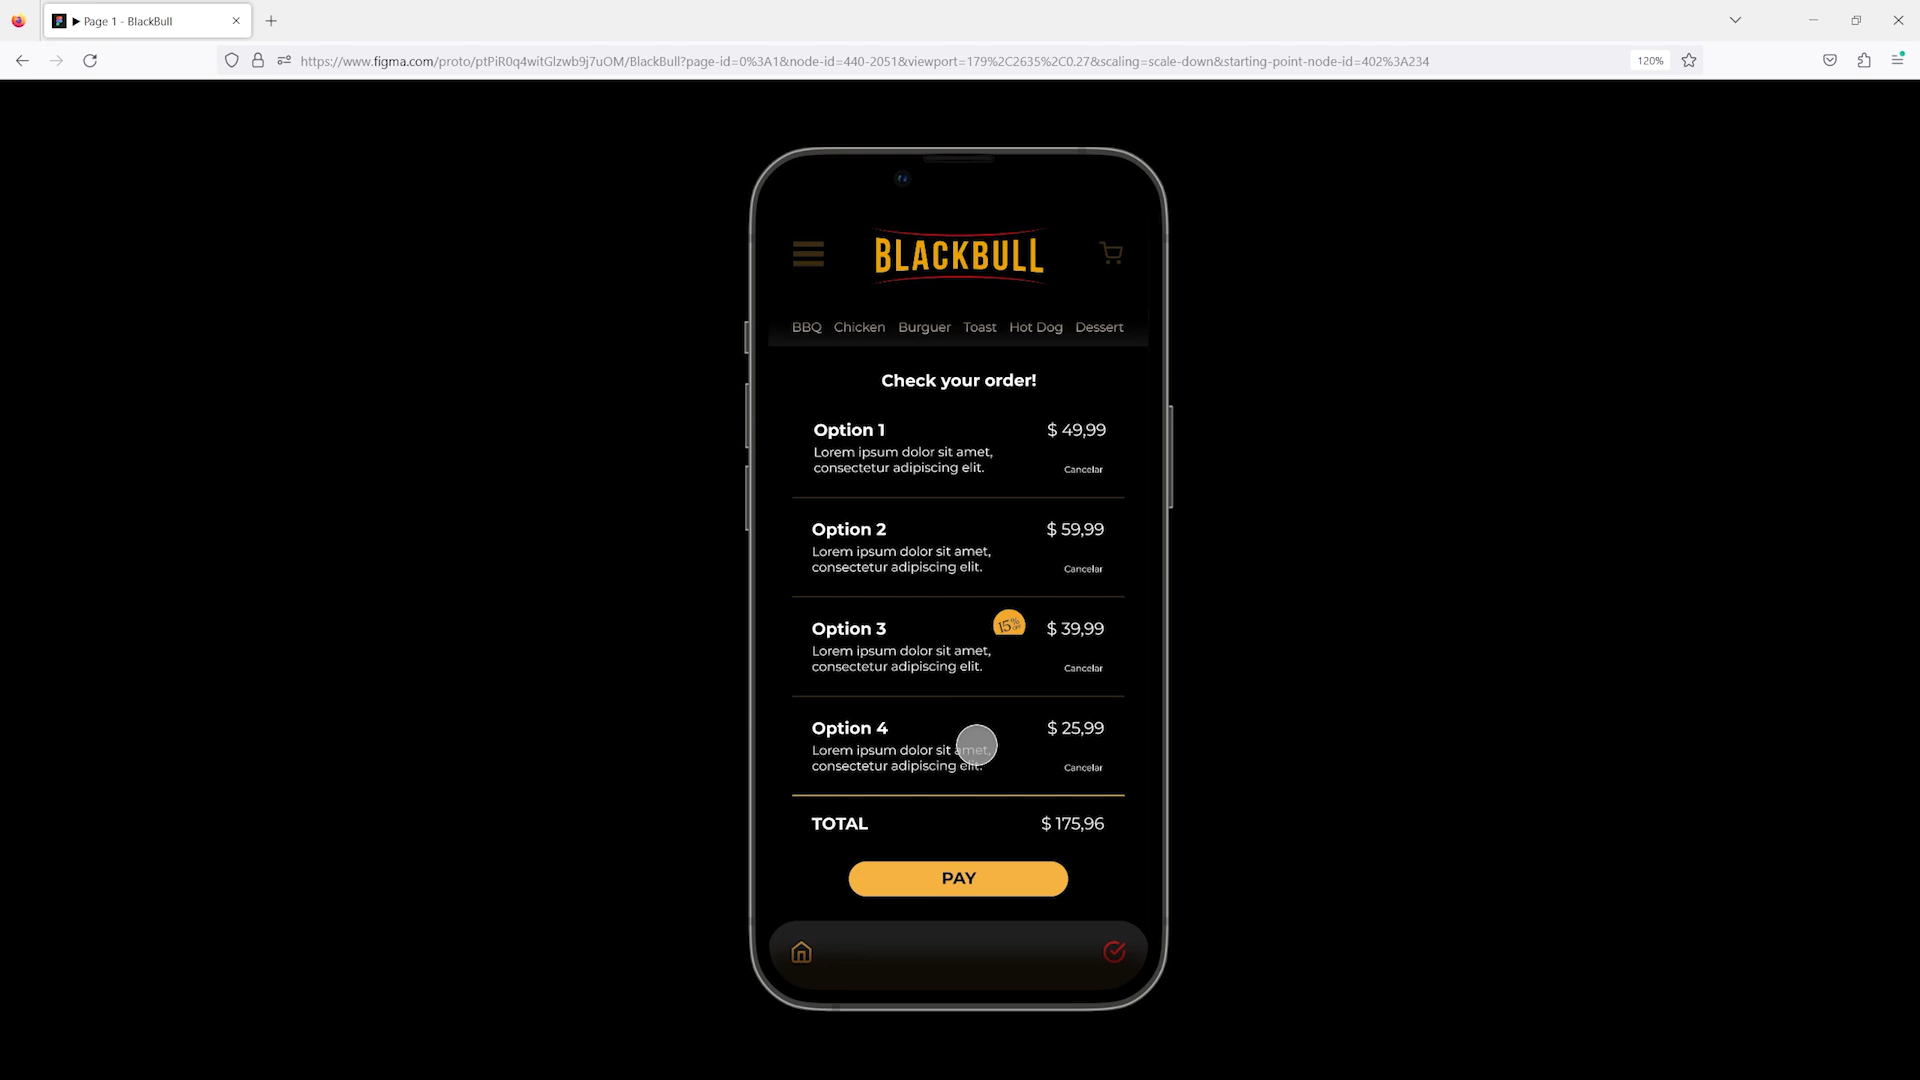 Page 1 - BlackBull
https://www.figma.com/proto/ptPiR0q4witGlzwb9j7uOM/BlackBull?page-id=0%3A1&node-id=440-2051&viewport=179%2C2635%2C0.27&scaling=scale-down&starting-point-node-id=402%3A234
120%
BLACKBULL
BBQ Chicken Burguer Toast Hot Dog Dessert
Check your order!
Option 1 $ 49,99
Lorem ipsum dolor sit amet,
consectetur adipiscing elit.
Cancelar
Option 2 $ 59,99
Lorem ipsum dolor sit amet,
consectetur adipiscing elit.
Cancelar
Option 3 15% OFF $ 39,99
Lorem ipsum dolor sit amet,
consectetur adipiscing elit.
Cancelar
Option 4 $ 25,99
Lorem ipsum dolor sit amet,
consectetur adipiscing elit.
Cancelar
TOTAL $ 175,96
PAY